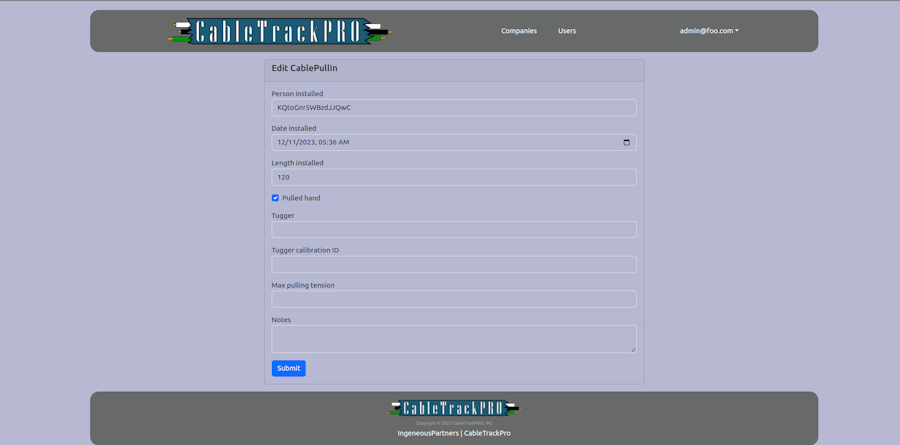 CableTrackPRO
Companies Users admin@foo.com
Edit CablePullIn
Person installed
KQtoGnrSWBzdJJQwC
Date installed
12/11/2023, 05:36 AM
Length installed
120
Pulled hand
Tugger
Tugger calibration ID
Max pulling tension
Notes
Submit
CableTrackPRO
Copyright © 2023 CableTrackPRO, INC
IngeneousPartners | CableTrackPro